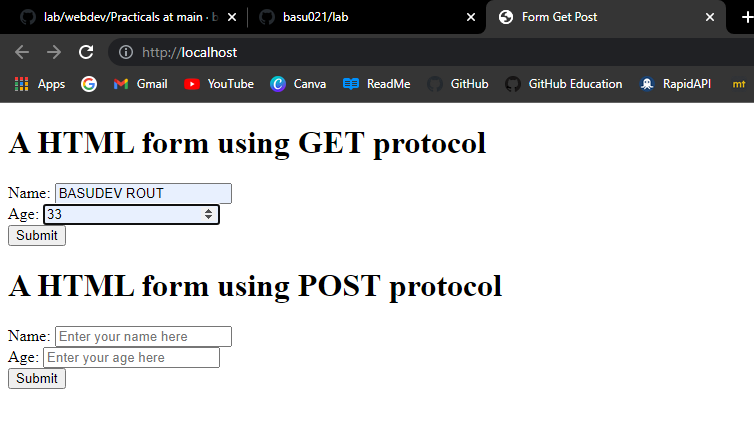 lab/webdev/Practicals at main · b
basu021/lab
Form Get Post
http://localhost
Apps
Gmail
YouTube
Canva
ReadMe
GitHub
GitHub Education
RapidAPI
mt
A HTML form using GET protocol
Name: BASUDEV ROUT
Age: 33
Submit
A HTML form using POST protocol
Name: Enter your name here
Age: Enter your age here
Submit